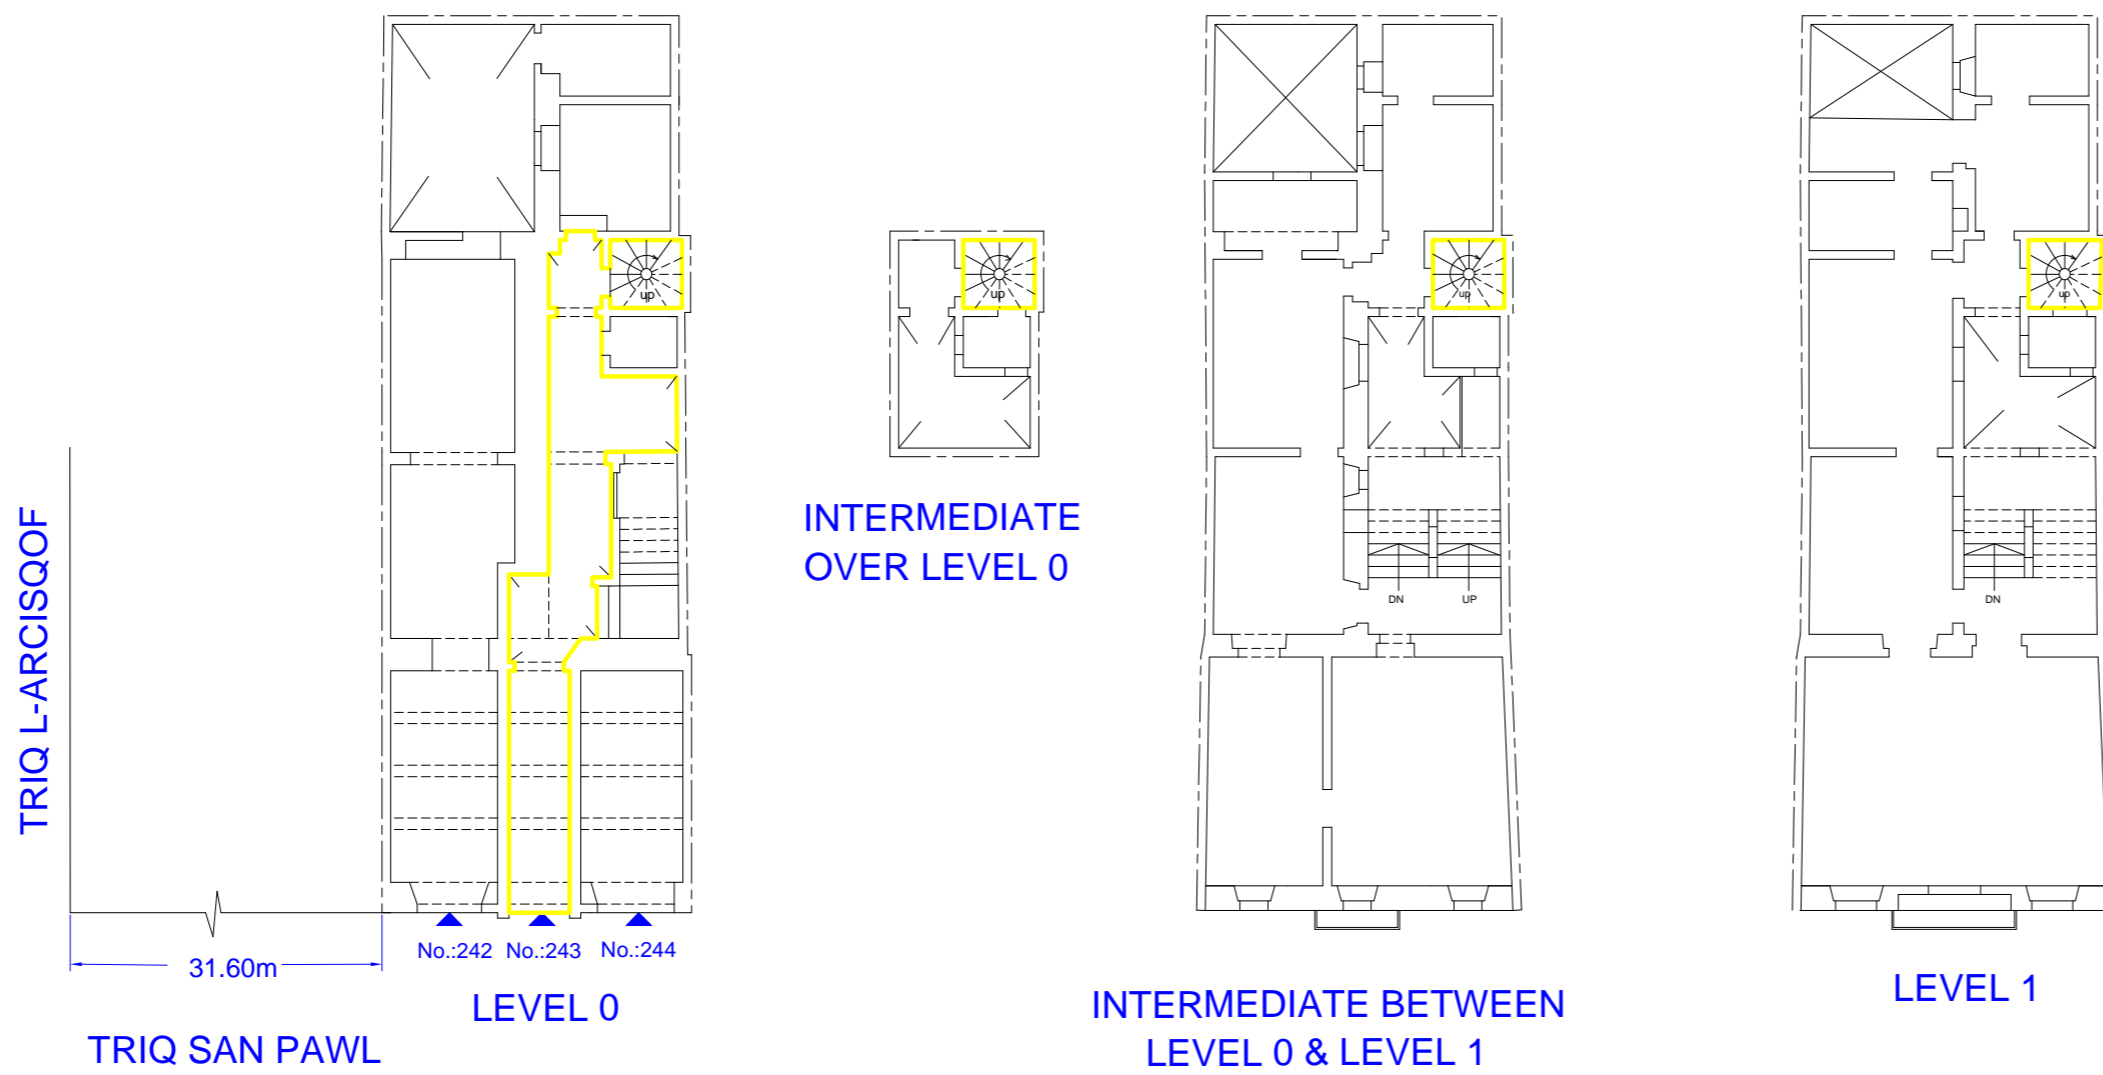 TRIQ L-ARCISQOF
31.60m
No.:242
No.:243
No.:244
LEVEL 0
TRIQ SAN PAWL
up
INTERMEDIATE
OVER LEVEL 0
up
INTERMEDIATE BETWEEN
LEVEL 0 & LEVEL 1
up
DN
UP
LEVEL 1
up
DN